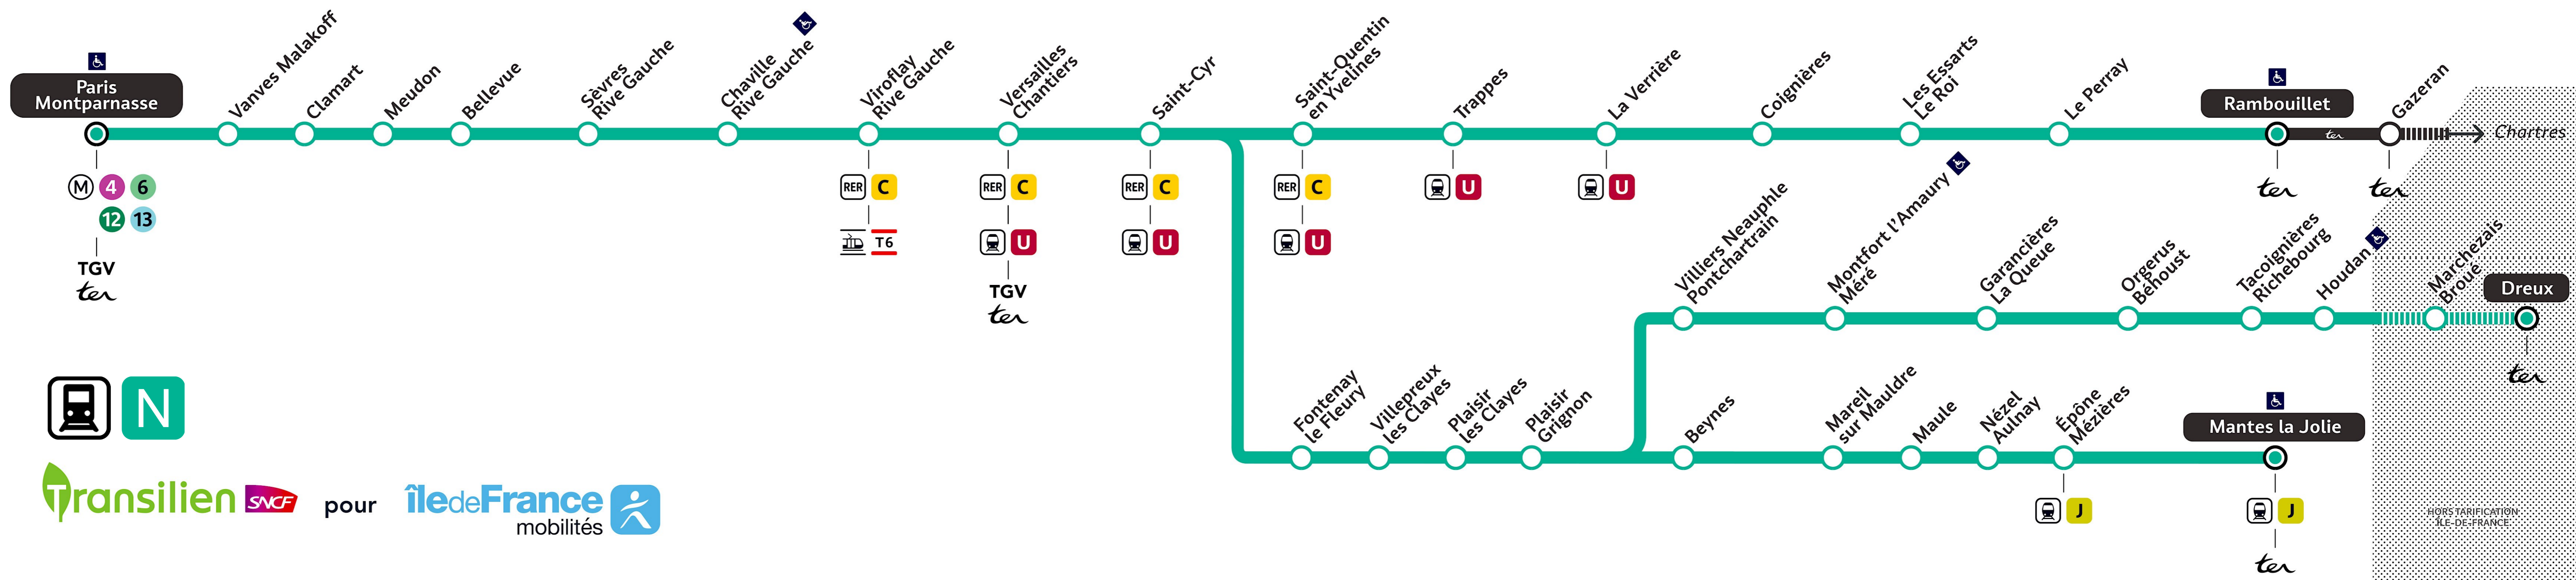 Paris
Montparnasse
Vanves Malakoff
Clamart
Meudon
Bellevue
Sèvres
Rive Gauche
Chaville
Rive Gauche
Viroflay
Rive Gauche
Versailles
Chantiers
Saint-Cyr
Saint-Quentin
en Yvelines
Trappes
La Verrière
Coignières
Les Essarts
Le Roi
Le Perray
Rambouillet
Gazeran
ter
Chartres
M 4 6
12 13
TGV
ter
RER C
T6
RER C
U
TGV
ter
RER C
U
RER C
U
U
U
ter
ter
Villiers Neauphle
Pontchartrain
Montfort l'Amaury
Méré
Garancières
La Queue
Orgerus
Béhoust
Tacoignières
Richebourg
Houdan
Marchezais
Broué
Dreux
ter
Fontenay
le Fleury
Villepreux
les Clayes
Plaisir
les Clayes
Plaisir
Grignon
Beynes
Mareil
sur Mauldre
Maule
Nézel
Aulnay
Épône
Mézières
Mantes la Jolie
J
J
ter
N
Transilien SNCF pour îledeFrance
mobilités
HORS TARIFICATION
ÎLE-DE-FRANCE